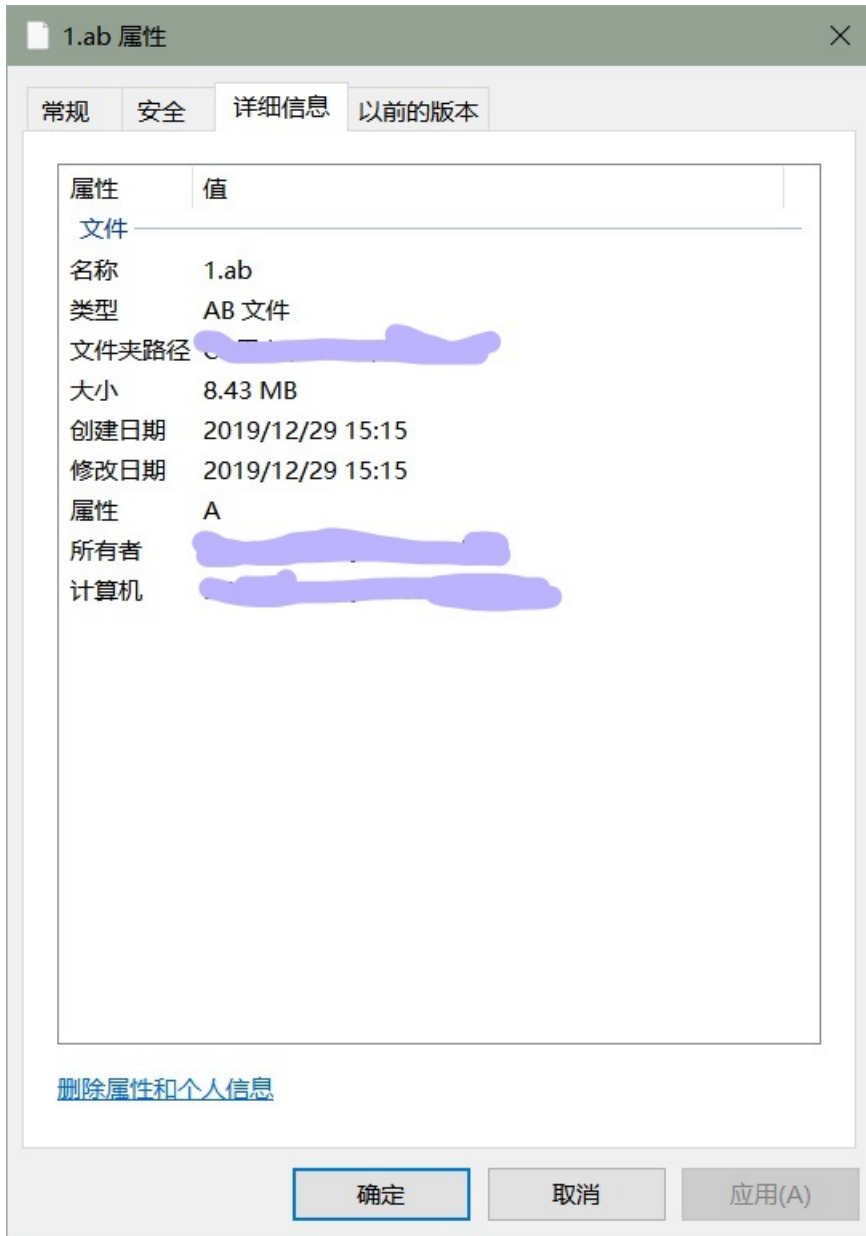 1.ab 属性
常规 安全 详细信息 以前的版本
属性 值
文件
名称 1.ab
类型 AB 文件
文件夹路径
大小 8.43 MB
创建日期 2019/12/29 15:15
修改日期 2019/12/29 15:15
属性 A
所有者
计算机
删除属性和个人信息
确定 取消 应用(A)